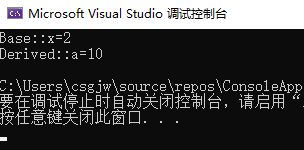 Microsoft Visual Studio 调试控制台
Base::x=2
Derived::a=10
C:\Users\csgjw\source\repos\ConsoleApp
要在调试停止时自动关闭控制台，请启用“
按任意键关闭此窗口. . .